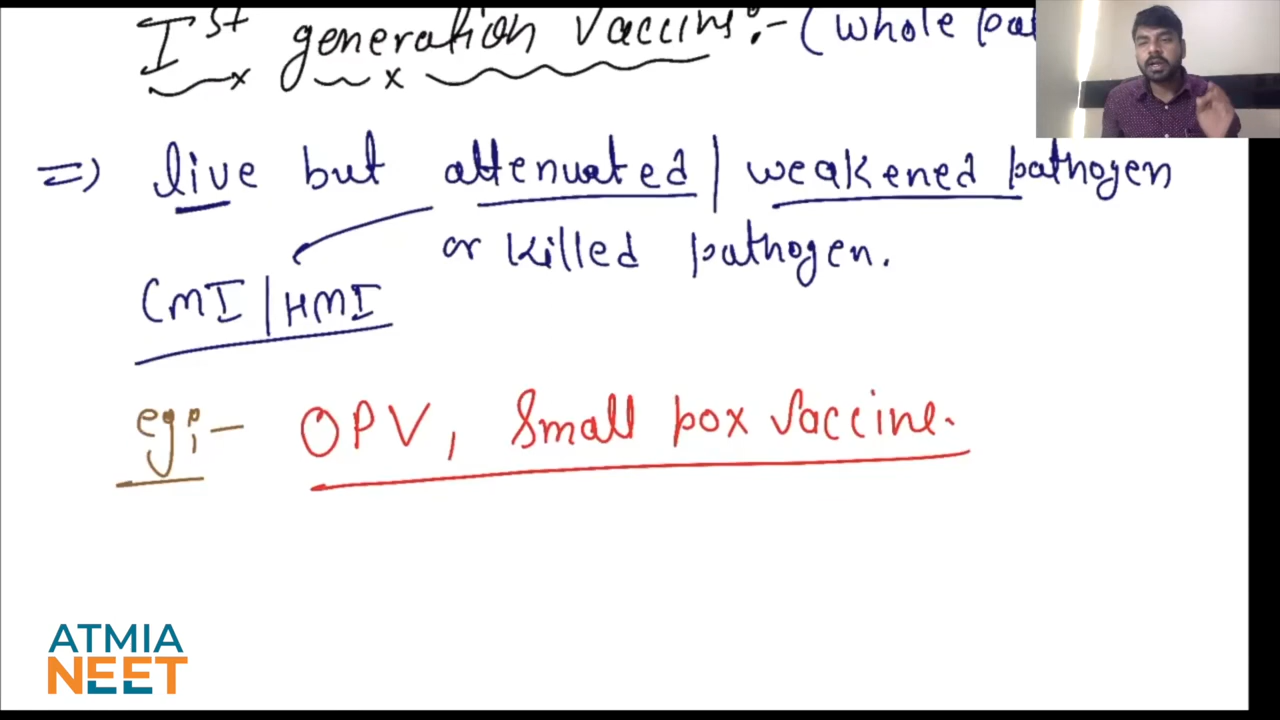 Ist generation vaccins:- (whole
=> live but attenuated | weakened pathogen
or killed pathogen.
CMI | HMI
eg:- OPV, Small pox vaccine.
ATMIA
NEET